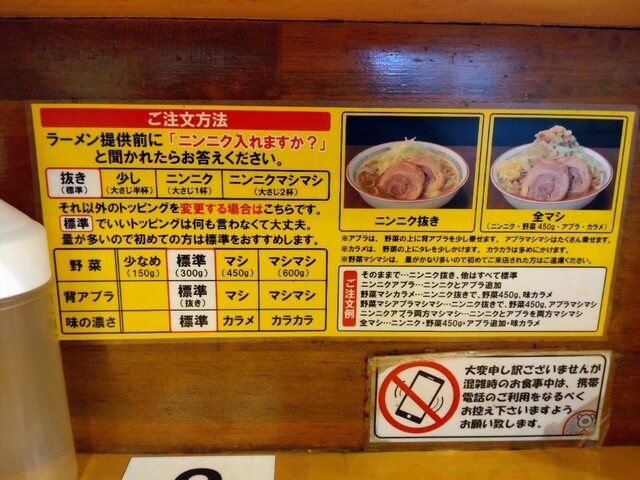 ご注文方法
ラーメン提供前に「ニンニク入れますか？」
と聞かれたらお答えください。
抜き（標準） 少し（大さじ半杯） ニンニク（大さじ1杯） ニンニクマシマシ（大さじ2杯）
それ以外のトッピングを変更する場合はこちらです。
標準 でいいトッピングは何も言わなくて大丈夫。
量が多いので初めての方は標準をおすすめします。
野菜 少なめ（150g） 標準（300g） マシ（450g） マシマシ（600g）
背アブラ 標準（抜き） マシ マシマシ
味の濃さ 標準 カラメ カラカラ
ニンニク抜き
全マシ
（ニンニク・野菜 450g・アブラ・カラメ）
※アブラは、野菜の上に背アブラを少し乗せます。 アブラマシマシはたくさん乗せます。
※カラメは、野菜の上にタレを少しかけます。 カラカラは多めにかけます。
※野菜マシマシは、量がかなり多いので初めてご来店された方はご遠慮ください。
ご注文例
そのまま…ニンニク抜き、他はすべて標準
ニンニクアブラ…ニンニクとアブラ追加
野菜マシカラメ…ニンニク抜きで、野菜450g、味カラメ
野菜マシアブラマシマシ…ニンニク抜きで、野菜450g、アブラマシマシ
ニンニクアブラ両方マシマシ…ニンニクとアブラを両方マシマシ
全マシ…ニンニク・野菜450g・アブラ追加・味カラメ
大変申し訳ございませんが
混雑時のお食事中は、携帯
電話のご利用をなるべく
お控え下さいますよう
お願い致します。